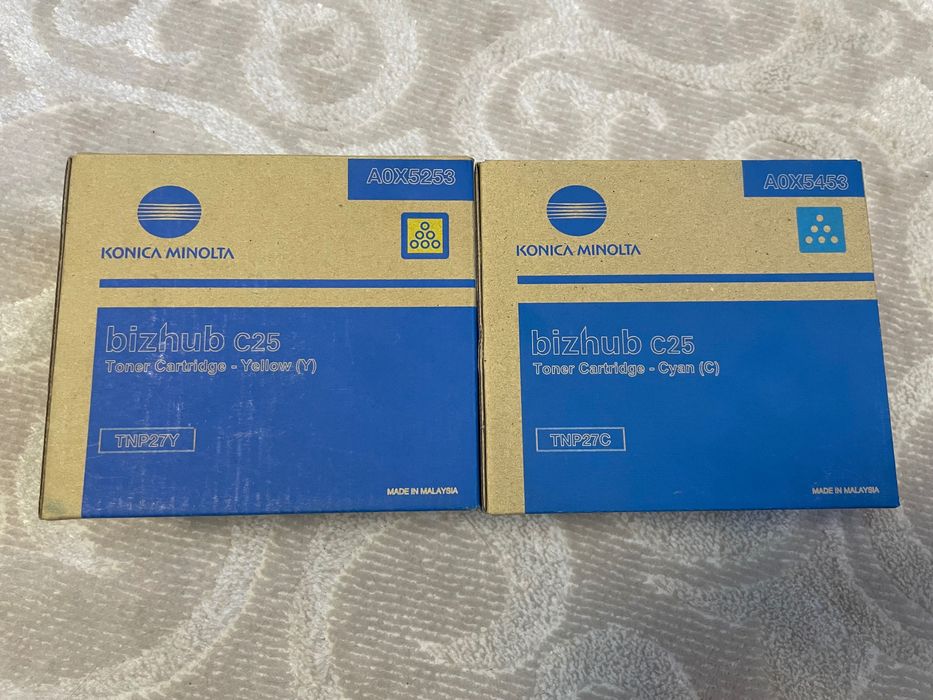 A0X5253
KONICA MINOLTA
bizhub C25
Toner Cartridge - Yellow (Y)
TNP27Y
MADE IN MALAYSIA
A0X5453
KONICA MINOLTA
bizhub C25
Toner Cartridge - Cyan (C)
TNP27C
MADE IN MALAYSIA